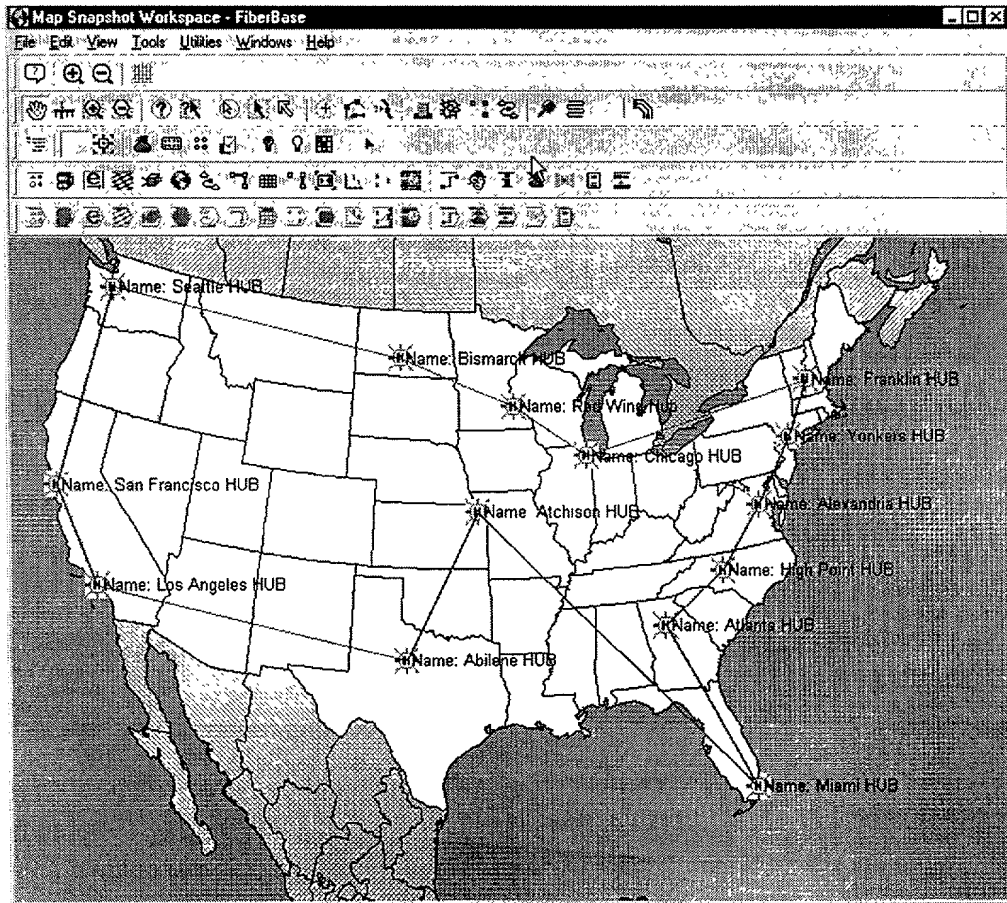 Map Snapshot Workspace - FiberBase
File Edit View Tools Utilities Windows Help
Name: Seattle HUB
Name: Bismarck HUB
Name: Franklin HUB
Name: Red Wing Hub
Name: Yonkers HUB
Name: Chicago HUB
Name: San Francisco HUB
Name: Alexandria HUB
Name: Atchison HUB
Name: High Point HUB
Name: Los Angeles HUB
Name: Atlanta HUB
Name: Abilene HUB
Name: Miami HUB